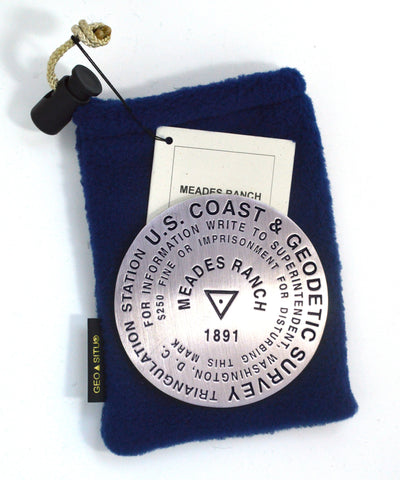 MEADES RANCH
U.S. COAST & GEODETIC SURVEY
TRIANGULATION STATION
FOR INFORMATION WRITE TO SUPERINTENDENT, WASHINGTON, D.C.
$250 FINE OR IMPRISONMENT FOR DISTURBING THIS MARK
MEADES RANCH
1891
GEO▲SITU